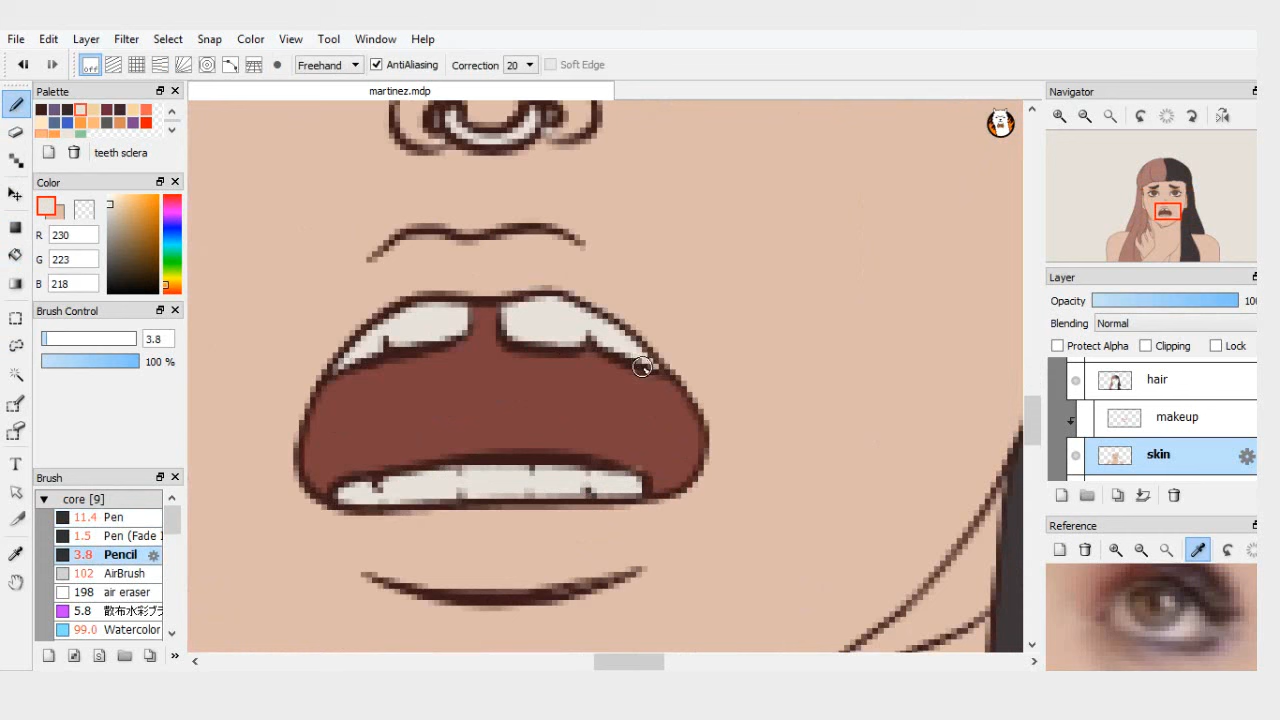 File Edit Layer Filter Select Snap Color View Tool Window Help
off Freehand AntiAliasing Correction 20 Soft Edge
Palette
martinez.mdp
Navigator
teeth sclera
Color
R 230
G 223
B 218
Layer
Opacity 100
Blending Normal
Brush Control
3.8
Protect Alpha Clipping Lock
100 %
hair
makeup
skin
Brush
core [9]
11.4 Pen
1.5 Pen (Fade
3.8 Pencil
102 AirBrush
198 air eraser
5.8 散布水彩ブラ
99.0 Watercolor
Reference